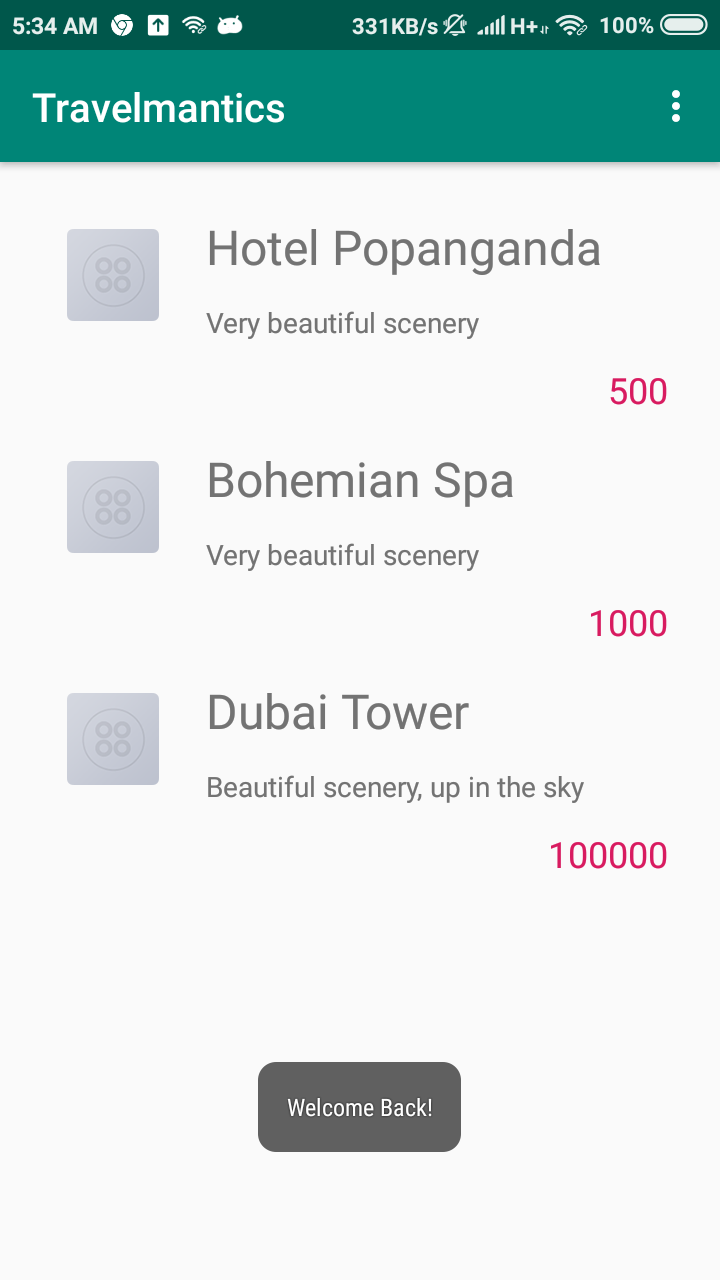 5:34 AM 331KB/s H+ 100%
Travelmantics
Hotel Popanganda
Very beautiful scenery
500
Bohemian Spa
Very beautiful scenery
1000
Dubai Tower
Beautiful scenery, up in the sky
100000
Welcome Back!